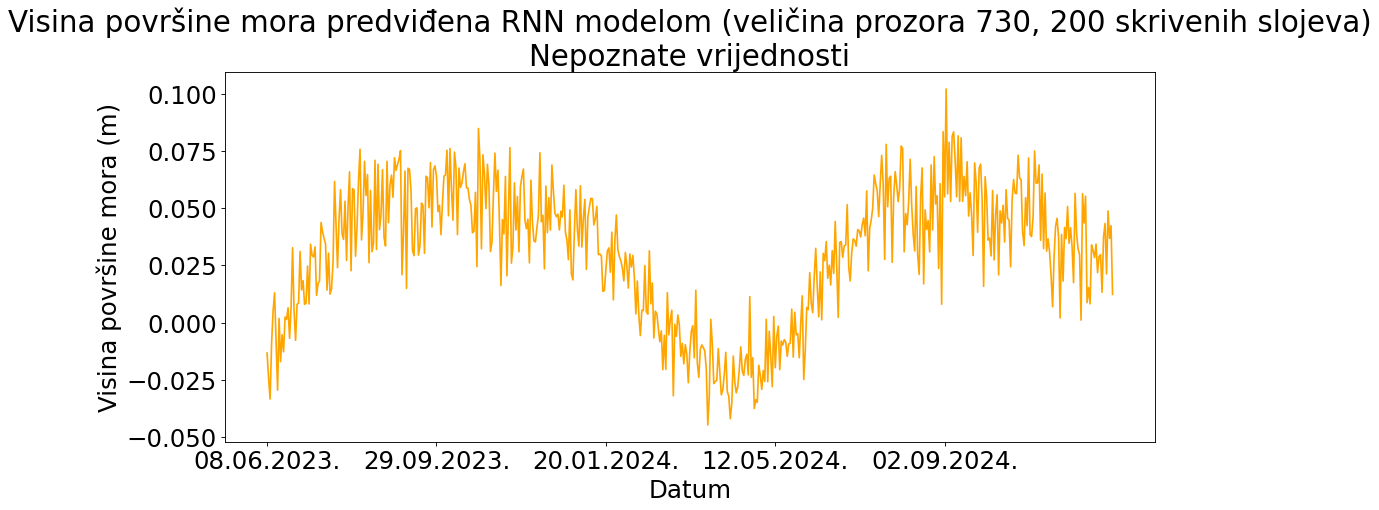 Visina površine mora predviđena RNN modelom (veličina prozora 730, 200 skrivenih slojeva)
Nepoznate vrijednosti
Visina površine mora (m)
0.100
0.075
0.050
0.025
0.000
−0.025
−0.050
08.06.2023. 29.09.2023. 20.01.2024. 12.05.2024. 02.09.2024.
Datum